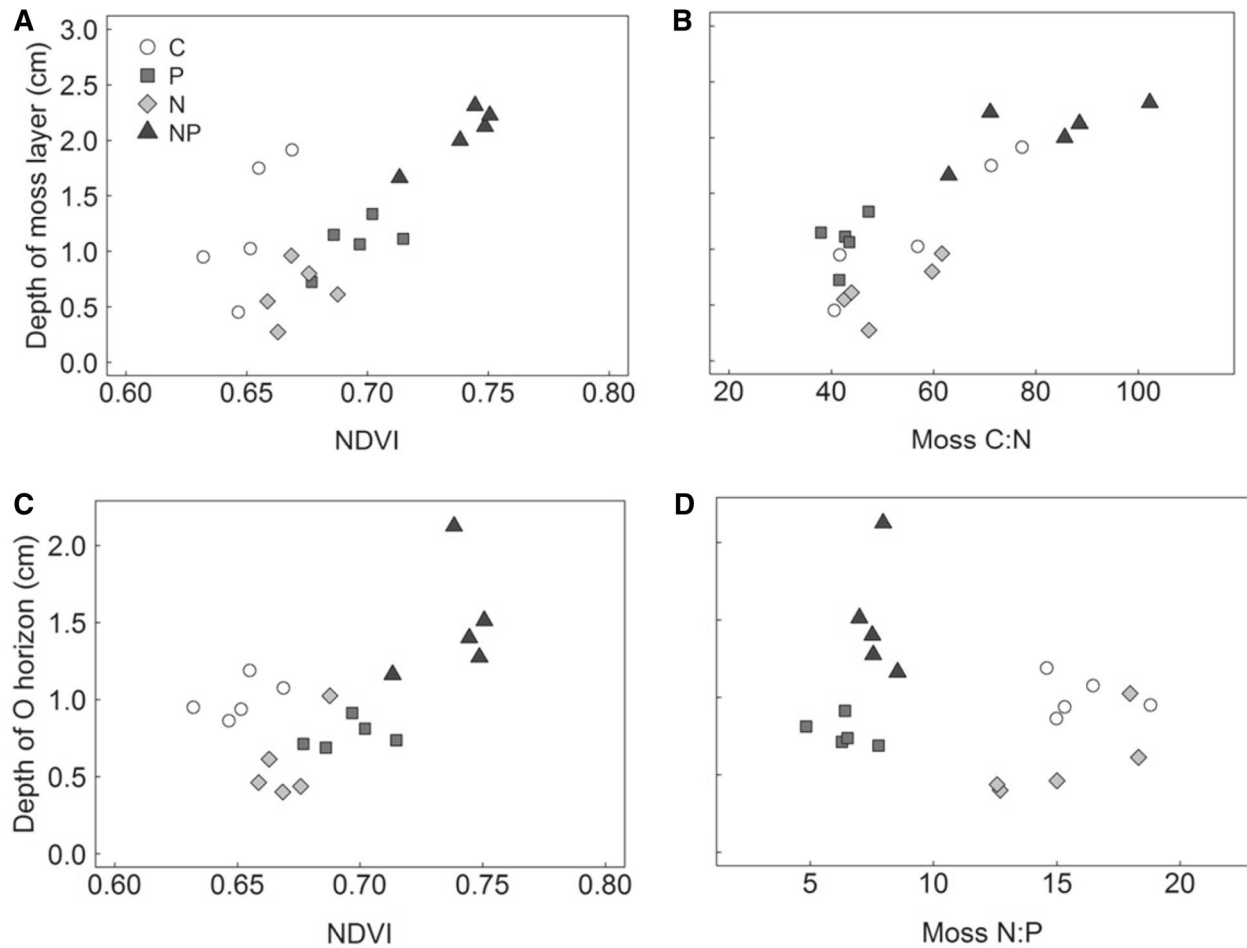 A
Depth of moss layer (cm)
3.0
2.5
2.0
1.5
1.0
0.5
0.0
C
P
N
NP
0.60 0.65 0.70 0.75 0.80
NDVI
B
20 40 60 80 100
Moss C:N
C
Depth of O horizon (cm)
2.0
1.5
1.0
0.5
0.0
0.60 0.65 0.70 0.75 0.80
NDVI
D
5 10 15 20
Moss N:P